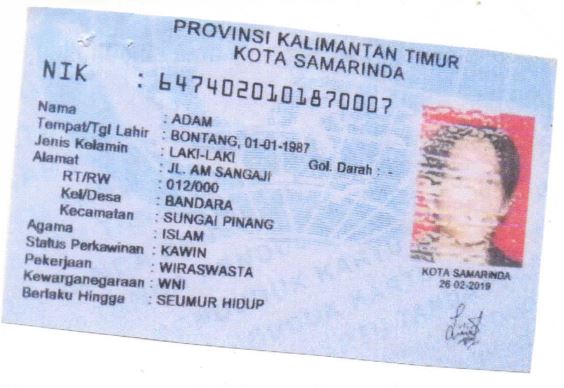 PROVINSI KALIMANTAN TIMUR
KOTA SAMARINDA
NIK : 6474020101870007
Nama : ADAM
Tempat/Tgl Lahir : BONTANG, 01-01-1987
Jenis Kelamin : LAKI-LAKI Gol. Darah : -
Alamat : JL. AM SANGAJI
RT/RW : 012/000
Kel/Desa : BANDARA
Kecamatan : SUNGAI PINANG
Agama : ISLAM
Status Perkawinan : KAWIN
Pekerjaan : WIRASWASTA
Kewarganegaraan : WNI
Berlaku Hingga : SEUMUR HIDUP
KOTA SAMARINDA
26-02-2019